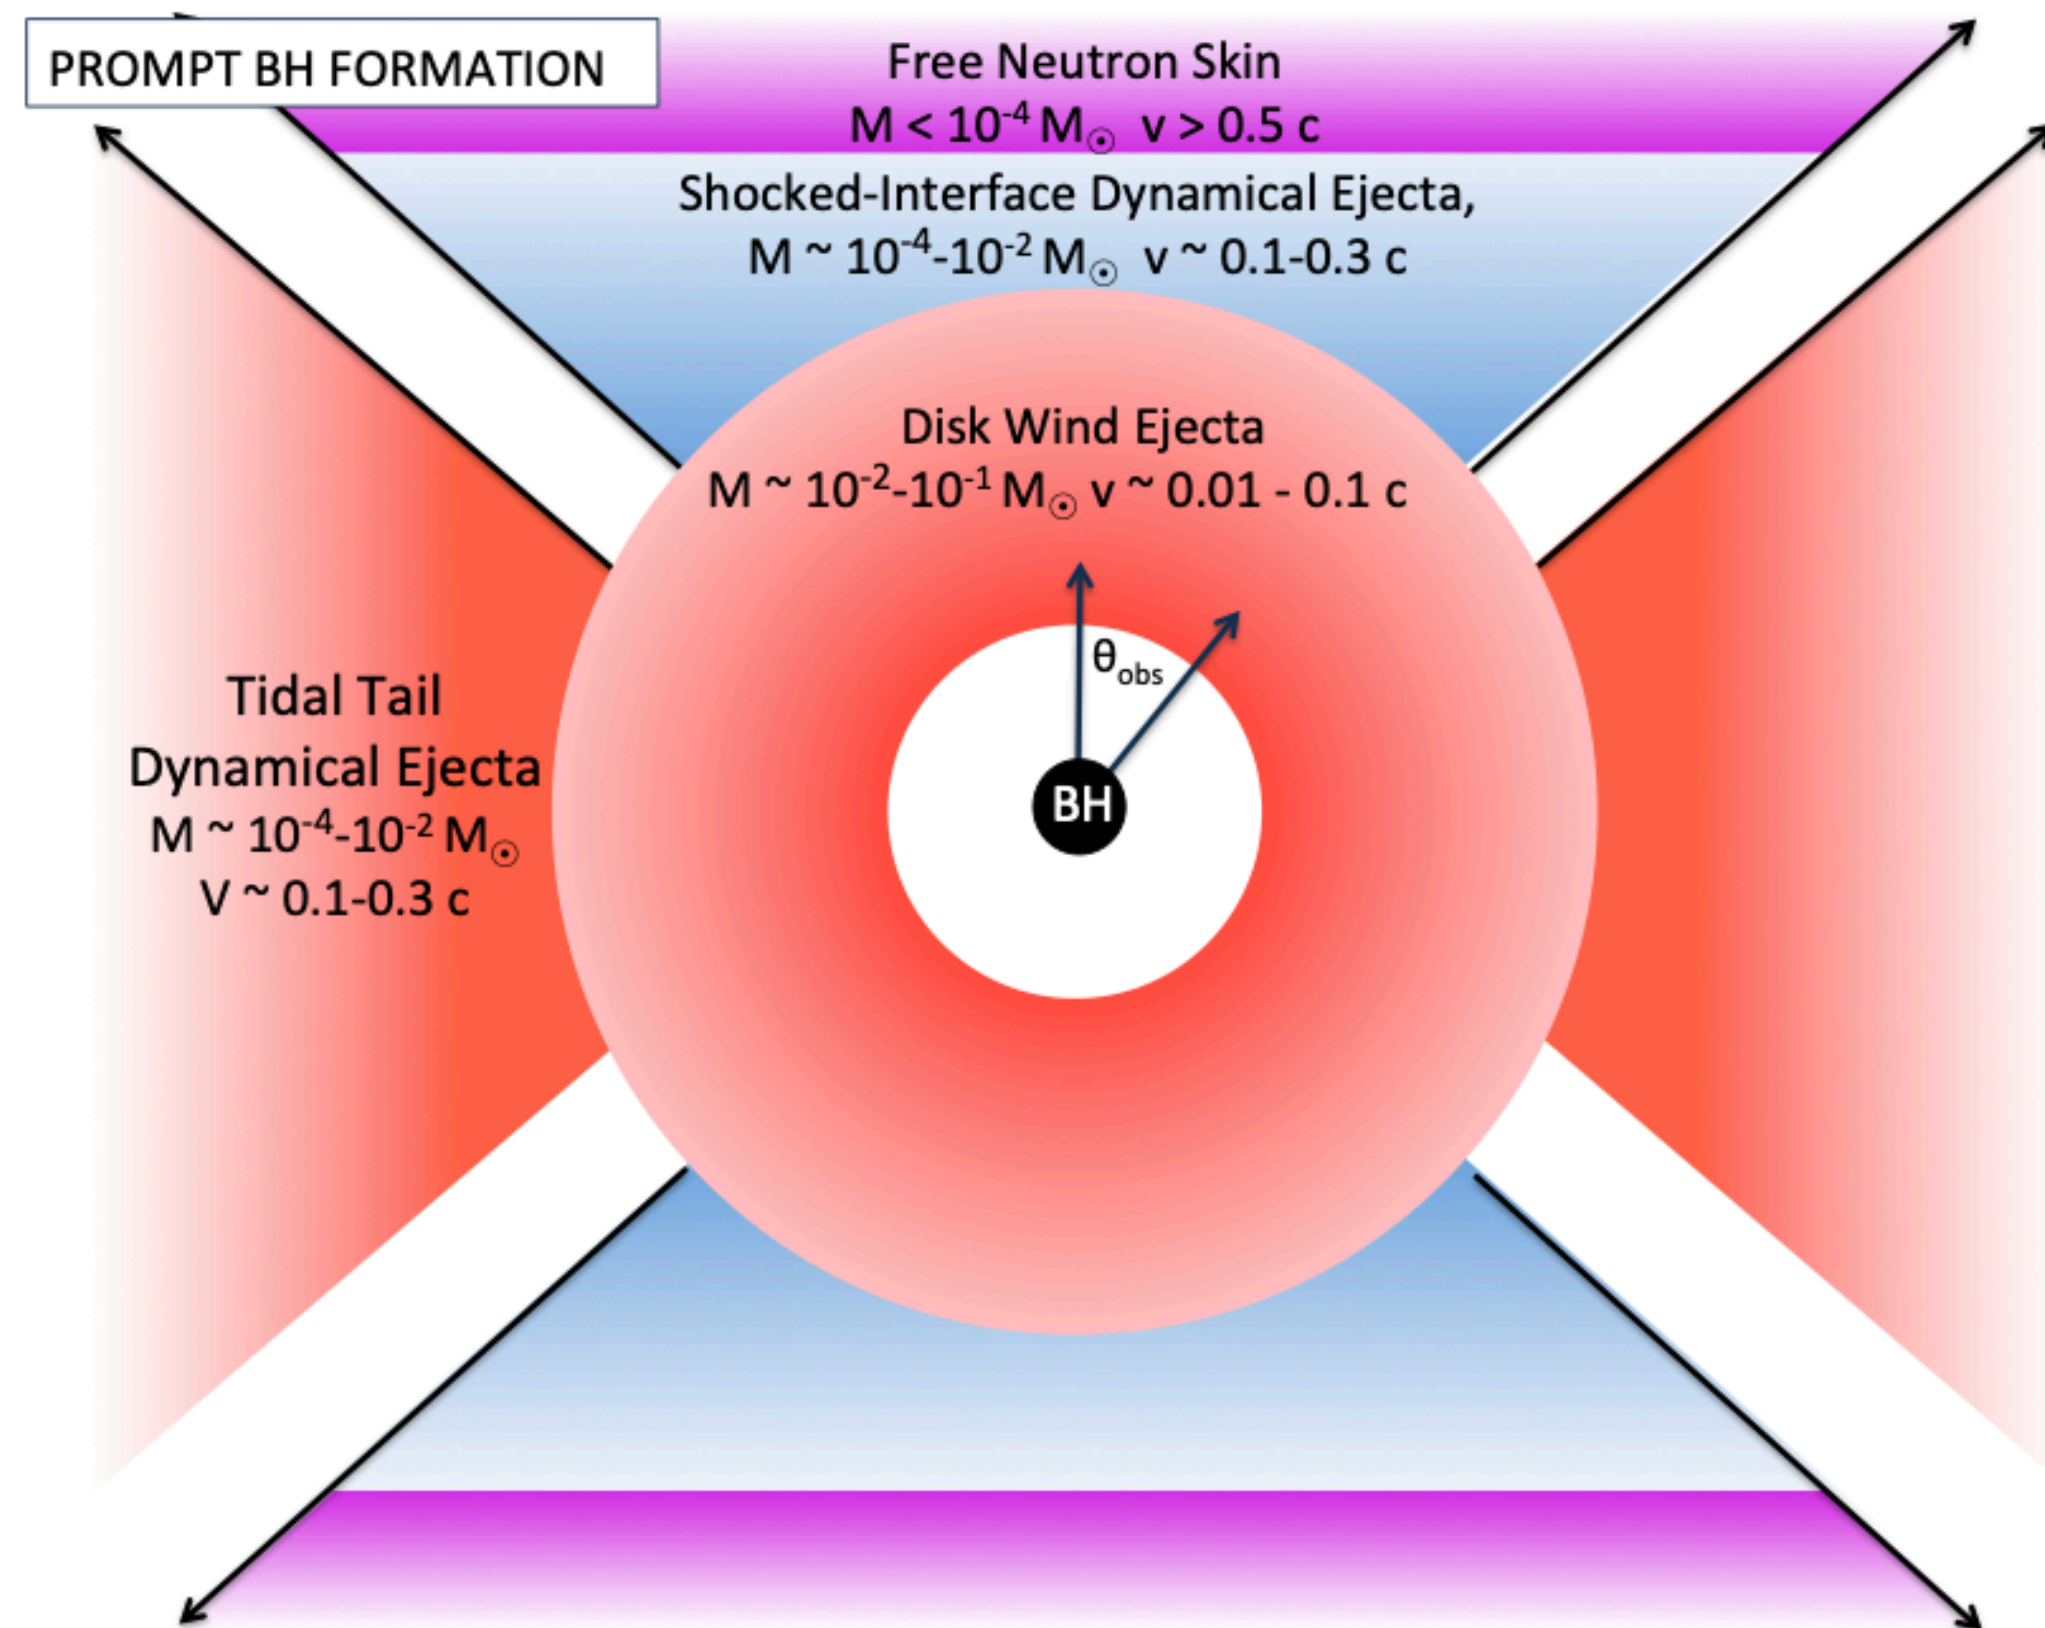 PROMPT BH FORMATION
Free Neutron Skin
M < 10⁻⁴ M☉ v > 0.5 c
Shocked-Interface Dynamical Ejecta,
M ~ 10⁻⁴-10⁻² M☉ v ~ 0.1-0.3 c
Disk Wind Ejecta
M ~ 10⁻²-10⁻¹ M☉ v ~ 0.01 - 0.1 c
θobs
BH
Tidal Tail
Dynamical Ejecta
M ~ 10⁻⁴-10⁻² M☉
V ~ 0.1-0.3 c